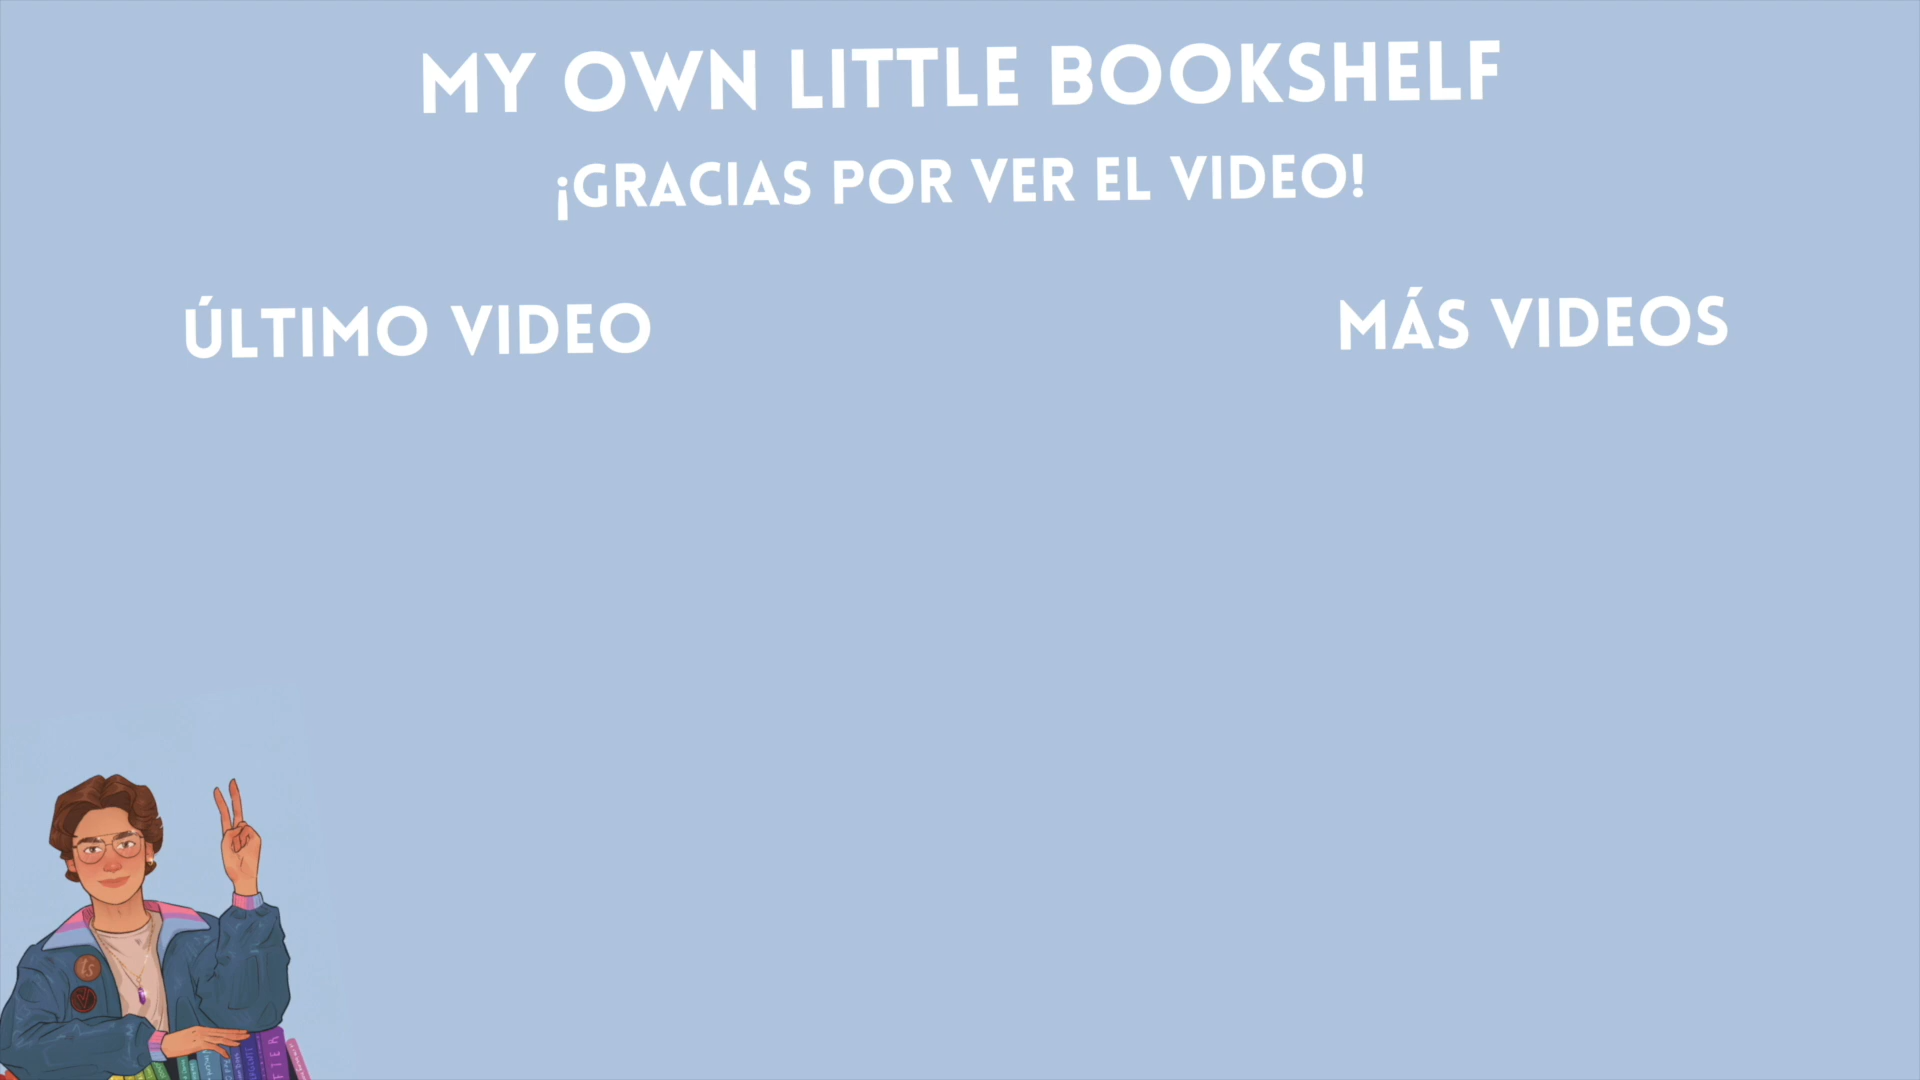 MY OWN LITTLE BOOKSHELF
¡GRACIAS POR VER EL VIDEO!
ÚLTIMO VIDEO
MÁS VIDEOS